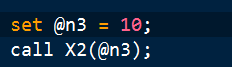 set @n3 = 10;
call X2(@n3);